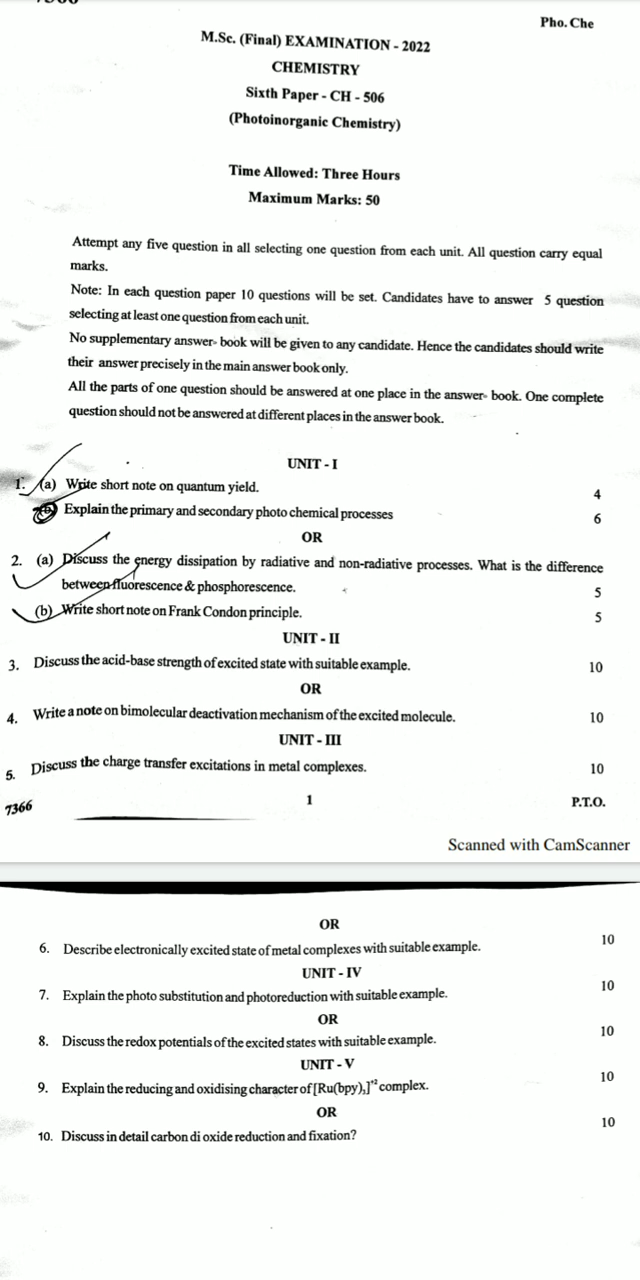 Pho. Che
M.Sc. (Final) EXAMINATION - 2022
CHEMISTRY
Sixth Paper - CH - 506
(Photoinorganic Chemistry)
Time Allowed: Three Hours
Maximum Marks: 50
Attempt any five question in all selecting one question from each unit. All question carry equal
marks.
Note: In each question paper 10 questions will be set. Candidates have to answer 5 question
selecting at least one question from each unit.
No supplementary answer- book will be given to any candidate. Hence the candidates should write
their answer precisely in the main answer book only.
All the parts of one question should be answered at one place in the answer- book. One complete
question should not be answered at different places in the answer book.
UNIT - I
1. (a) Write short note on quantum yield. 4
(b) Explain the primary and secondary photo chemical processes 6
OR
2. (a) Discuss the energy dissipation by radiative and non-radiative processes. What is the difference
between fluorescence & phosphorescence. 5
(b) Write short note on Frank Condon principle. 5
UNIT - II
3. Discuss the acid-base strength of excited state with suitable example. 10
OR
4. Write a note on bimolecular deactivation mechanism of the excited molecule. 10
UNIT - III
5. Discuss the charge transfer excitations in metal complexes. 10
7366 1 P.T.O.
Scanned with CamScanner
OR
6. Describe electronically excited state of metal complexes with suitable example. 10
UNIT - IV
7. Explain the photo substitution and photoreduction with suitable example. 10
OR
8. Discuss the redox potentials of the excited states with suitable example. 10
UNIT - V
9. Explain the reducing and oxidising character of [Ru(bpy)₃]⁺² complex. 10
OR
10. Discuss in detail carbon di oxide reduction and fixation? 10